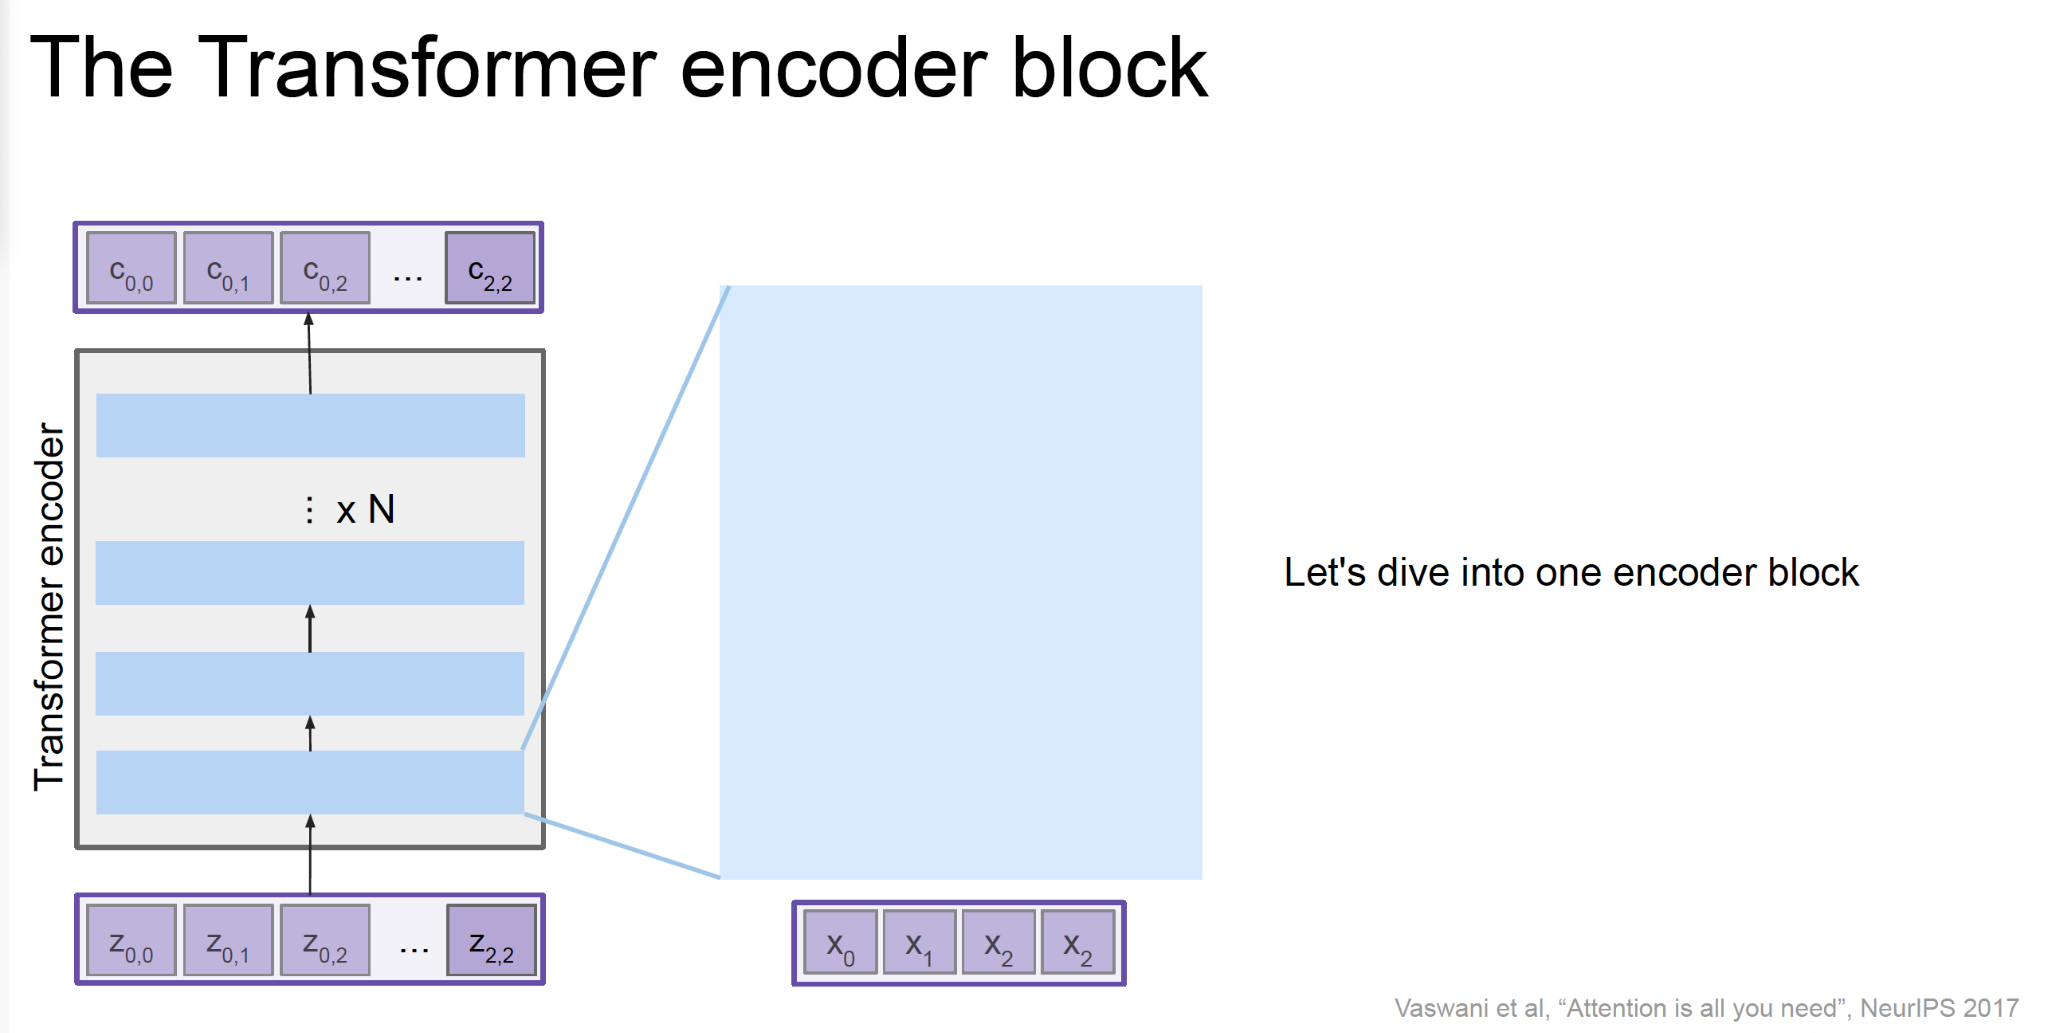 The Transformer encoder block
c0,0 c0,1 c0,2 ... c2,2
Transformer encoder
⋮ x N
Let's dive into one encoder block
z0,0 z0,1 z0,2 ... z2,2
x0 x1 x2 x2
Vaswani et al, “Attention is all you need”, NeurIPS 2017